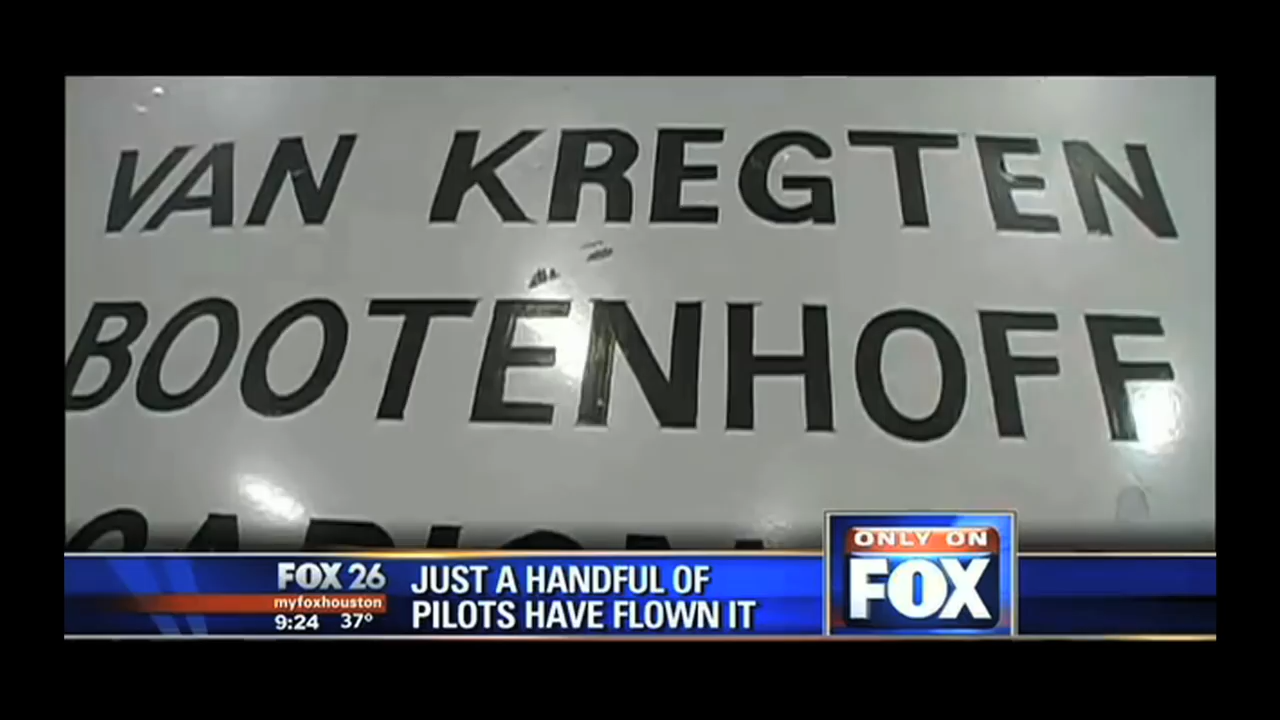 VAN KREGTEN
BOOTENHOFF
FOX 26
myfoxhouston
9:24 37°
JUST A HANDFUL OF
PILOTS HAVE FLOWN IT
ONLY ON
FOX